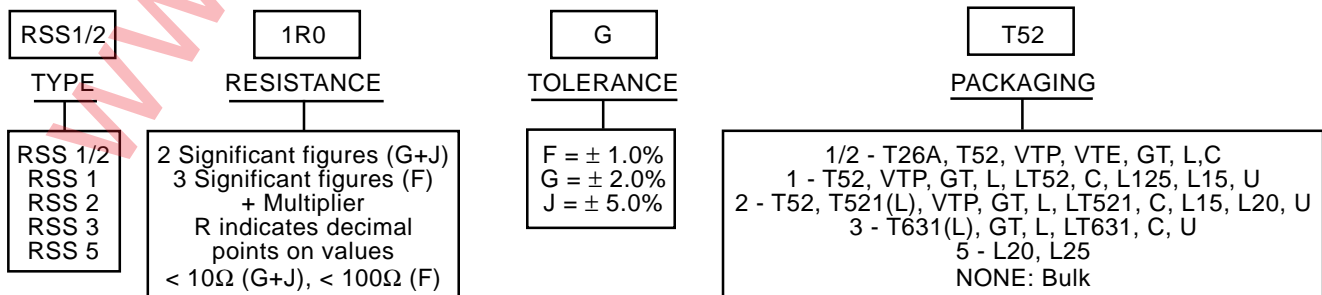 RSS1/2 1R0 G T52
TYPE RESISTANCE TOLERANCE PACKAGING
RSS 1/2
RSS 1
RSS 2
RSS 3
RSS 5
2 Significant figures (G+J)
3 Significant figures (F)
+ Multiplier
R indicates decimal
points on values
< 10Ω (G+J), < 100Ω (F)
F = ± 1.0%
G = ± 2.0%
J = ± 5.0%
1/2 - T26A, T52, VTP, VTE, GT, L,C
1 - T52, VTP, GT, L, LT52, C, L125, L15, U
2 - T52, T521(L), VTP, GT, L, LT521, C, L15, L20, U
3 - T631(L), GT, L, LT631, C, U
5 - L20, L25
NONE: Bulk